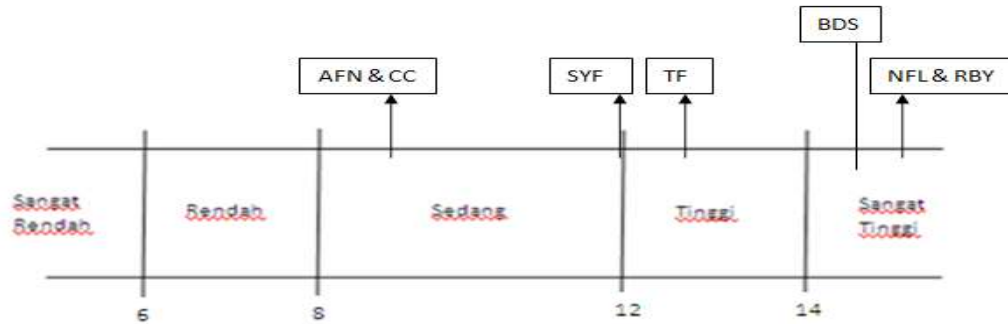 BDS
AFN & CC
SYF
TF
NFL & RBY
Sangat
Rendah
Rendah
Sedang
Tinggi
Sangat
Tinggi
6
8
12
14